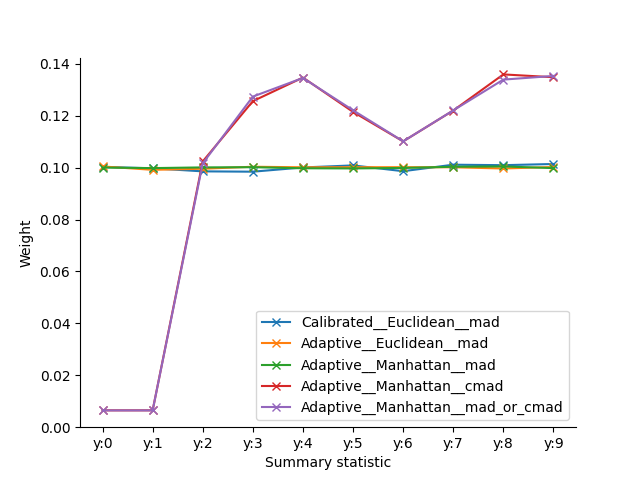 0.14
0.12
0.10
0.08
0.06
0.04
0.02
0.00
Weight
Calibrated__Euclidean__mad
Adaptive__Euclidean__mad
Adaptive__Manhattan__mad
Adaptive__Manhattan__cmad
Adaptive__Manhattan__mad_or_cmad
y:0 y:1 y:2 y:3 y:4 y:5 y:6 y:7 y:8 y:9
Summary statistic